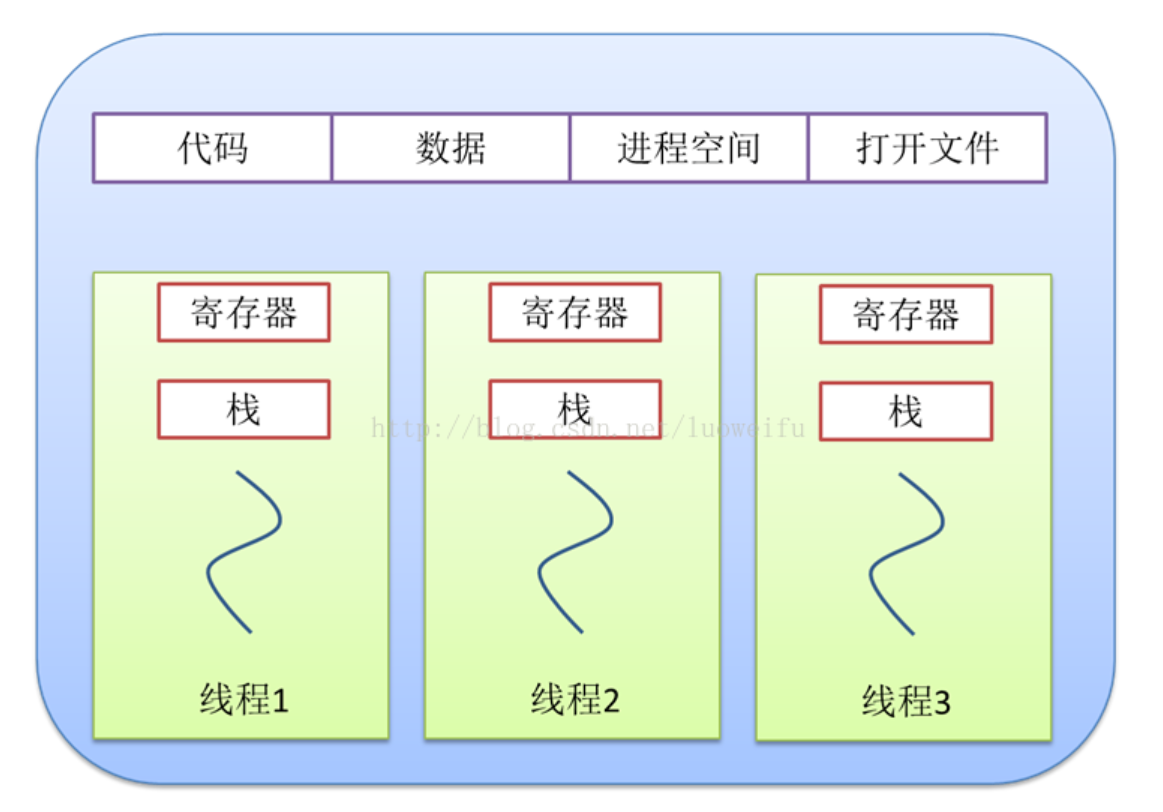 代码 数据 进程空间 打开文件
寄存器 寄存器 寄存器
栈 栈 栈
http://blog.csdn.net/luoweifu
线程1 线程2 线程3